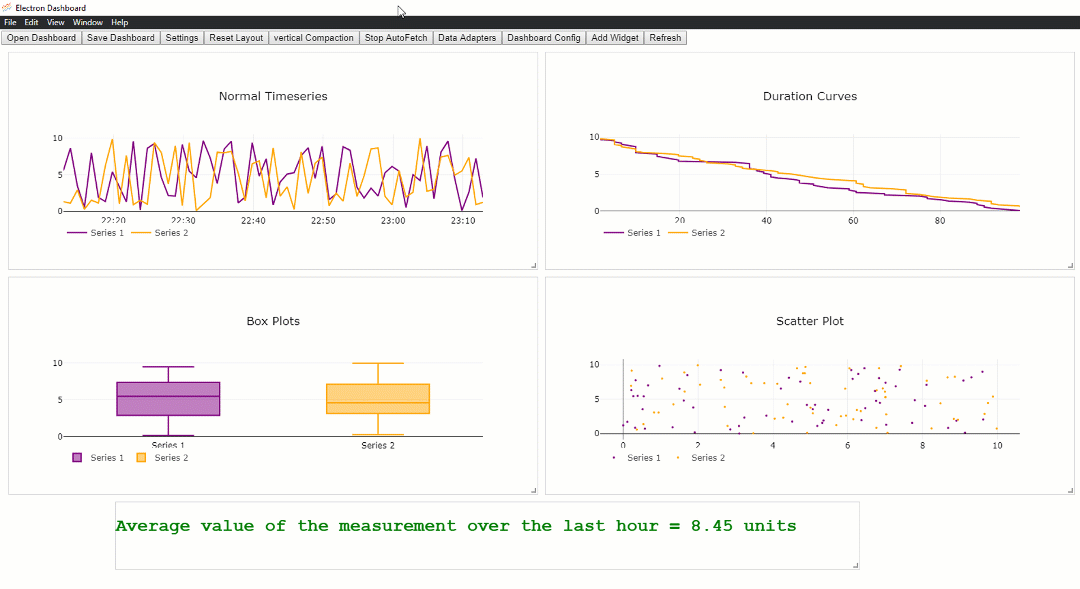 Electron Dashboard
File Edit View Window Help
Open Dashboard Save Dashboard Settings Reset Layout vertical Compaction Stop AutoFetch Data Adapters Dashboard Config Add Widget Refresh
Normal Timeseries
10
5
0
22:20 22:30 22:40 22:50 23:00 23:10
Series 1 Series 2
Duration Curves
10
5
0
20 40 60 80
Series 1 Series 2
Box Plots
10
5
0
Series 1 Series 2
Series 1 Series 2
Scatter Plot
10
5
0
0 2 4 6 8 10
Series 1 Series 2
Average value of the measurement over the last hour = 8.45 units